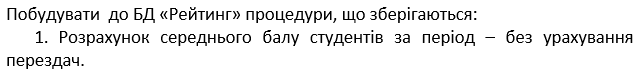 Побудувати до БД «Рейтинг» процедури, що зберігаються:
1. Розрахунок середнього балу студентів за період – без урахування
перездач.